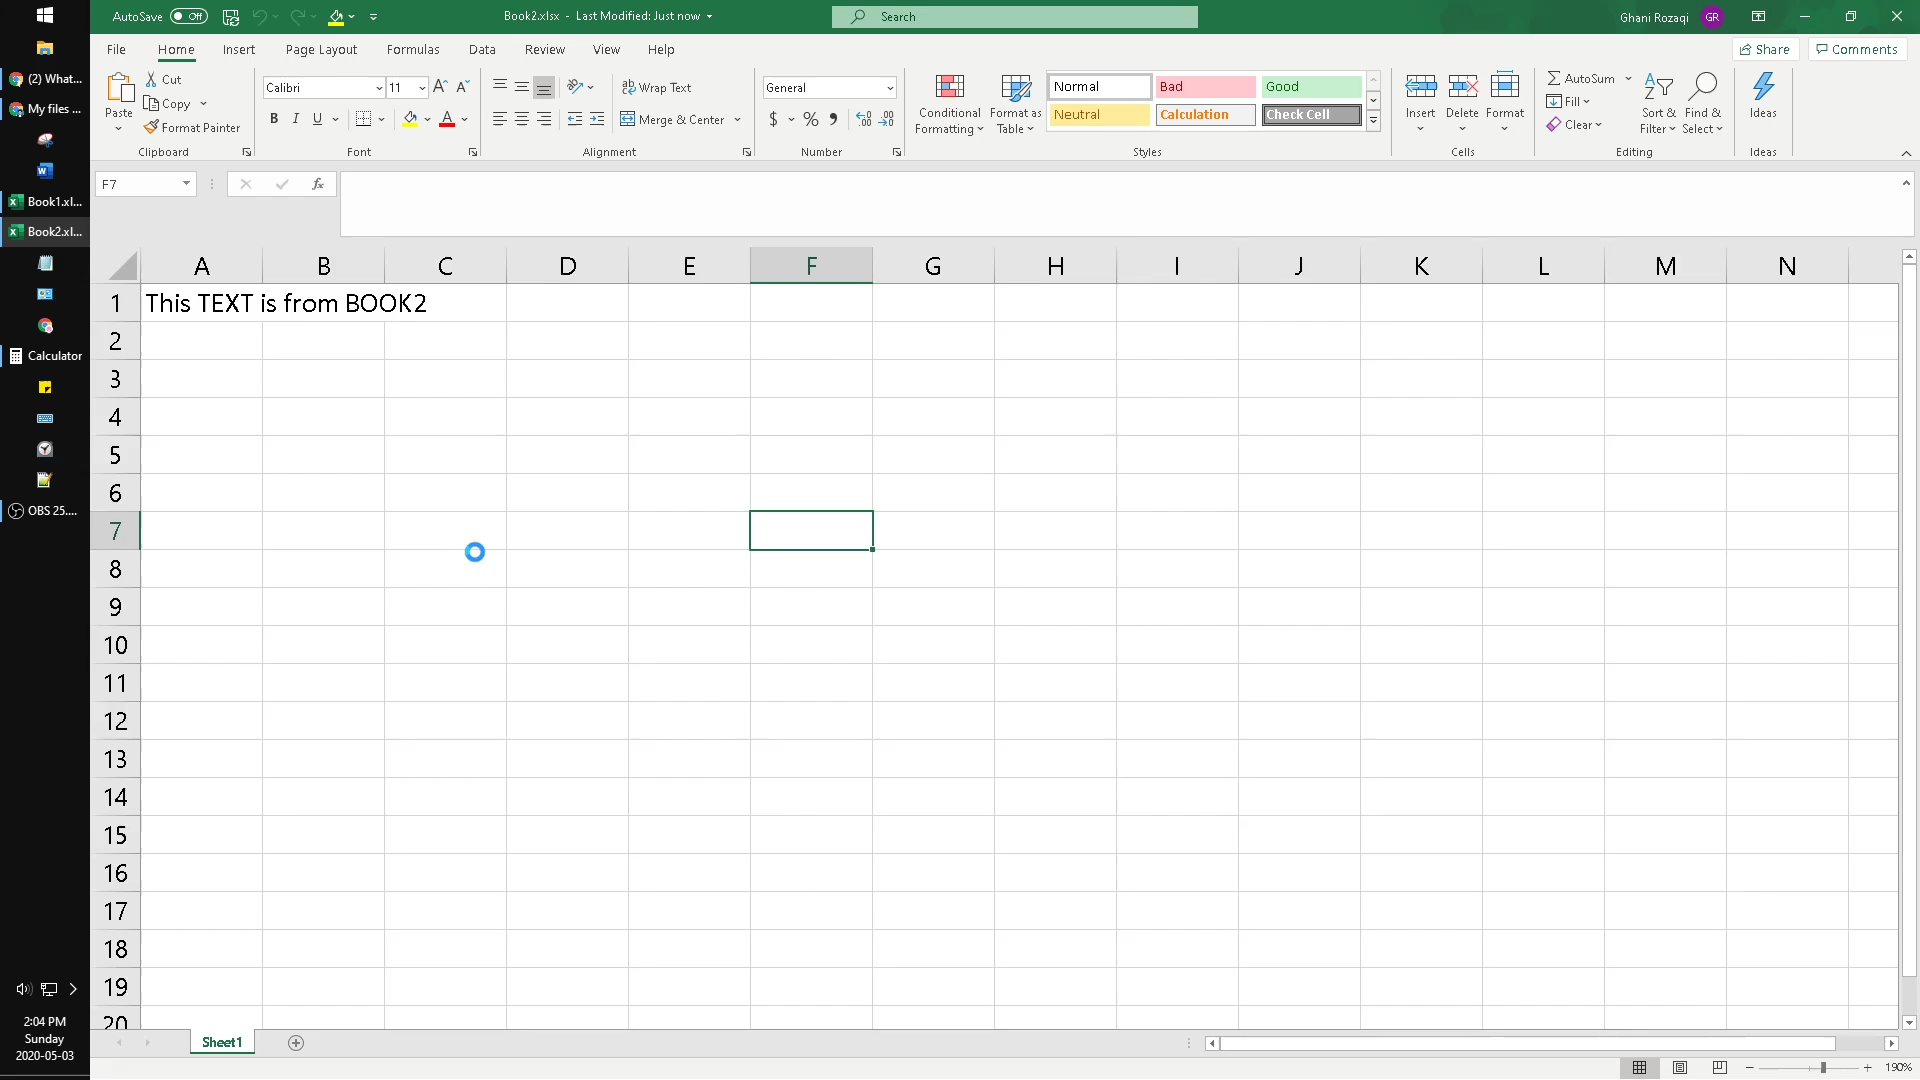 AutoSave Off Book2.xlsx - Last Modified: Just now Search Ghani Rozaqi GR
File Home Insert Page Layout Formulas Data Review View Help Share Comments
Paste Cut Copy Format Painter Clipboard
Calibri 11 B I U A Font
Wrap Text Merge & Center Alignment
General $ % Number
Conditional Formatting Format as Table
Normal Bad Good
Neutral Calculation Check Cell
Styles
Insert Delete Format Cells
AutoSum Fill Clear Sort & Filter Find & Select Editing
Ideas Ideas
F7 fx
A B C D E F G H I J K L M N
1 This TEXT is from BOOK2
2
3
4
5
6
7
8
9
10
11
12
13
14
15
16
17
18
19
20
Sheet1
190%
(2) What...
My files ...
Book1.xl...
Book2.xl...
Calculator
OBS 25....
2:04 PM
Sunday
2020-05-03